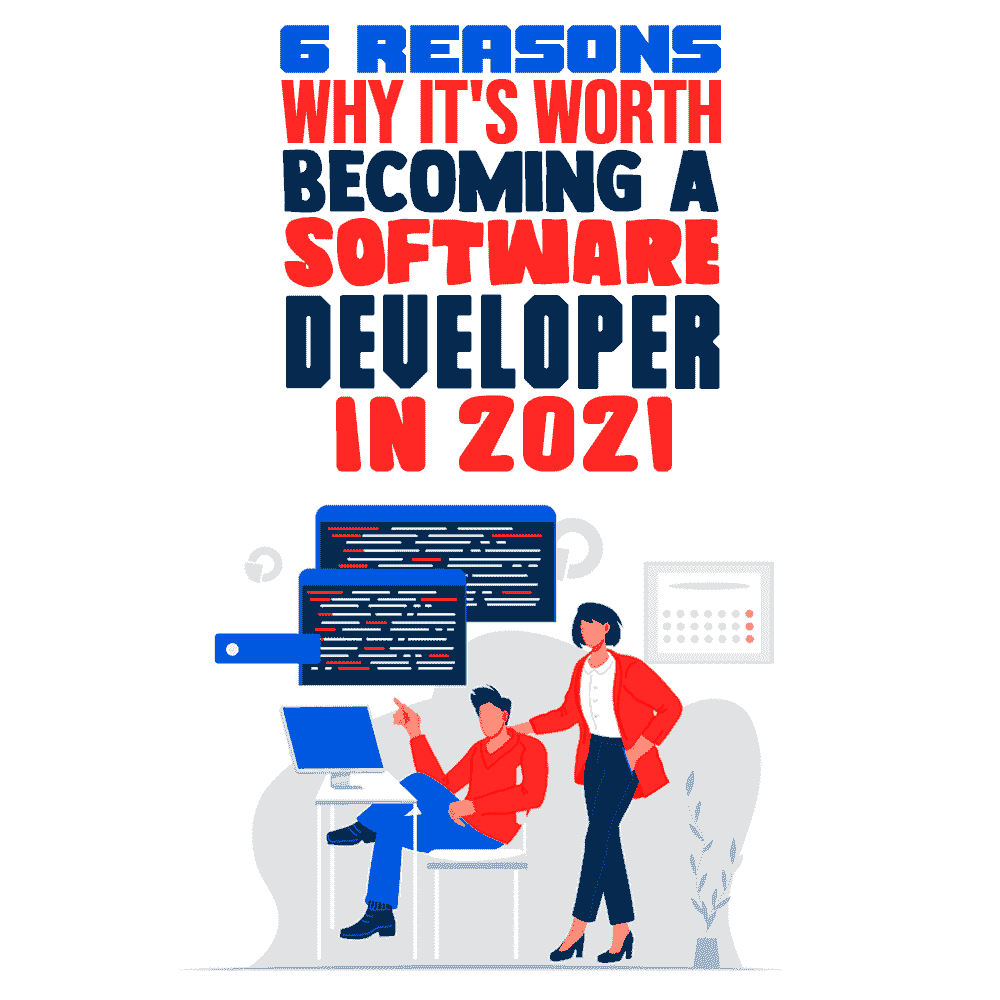 6 REASONS
WHY IT'S WORTH
BECOMING A
SOFTWARE
DEVELOPER
IN 2021